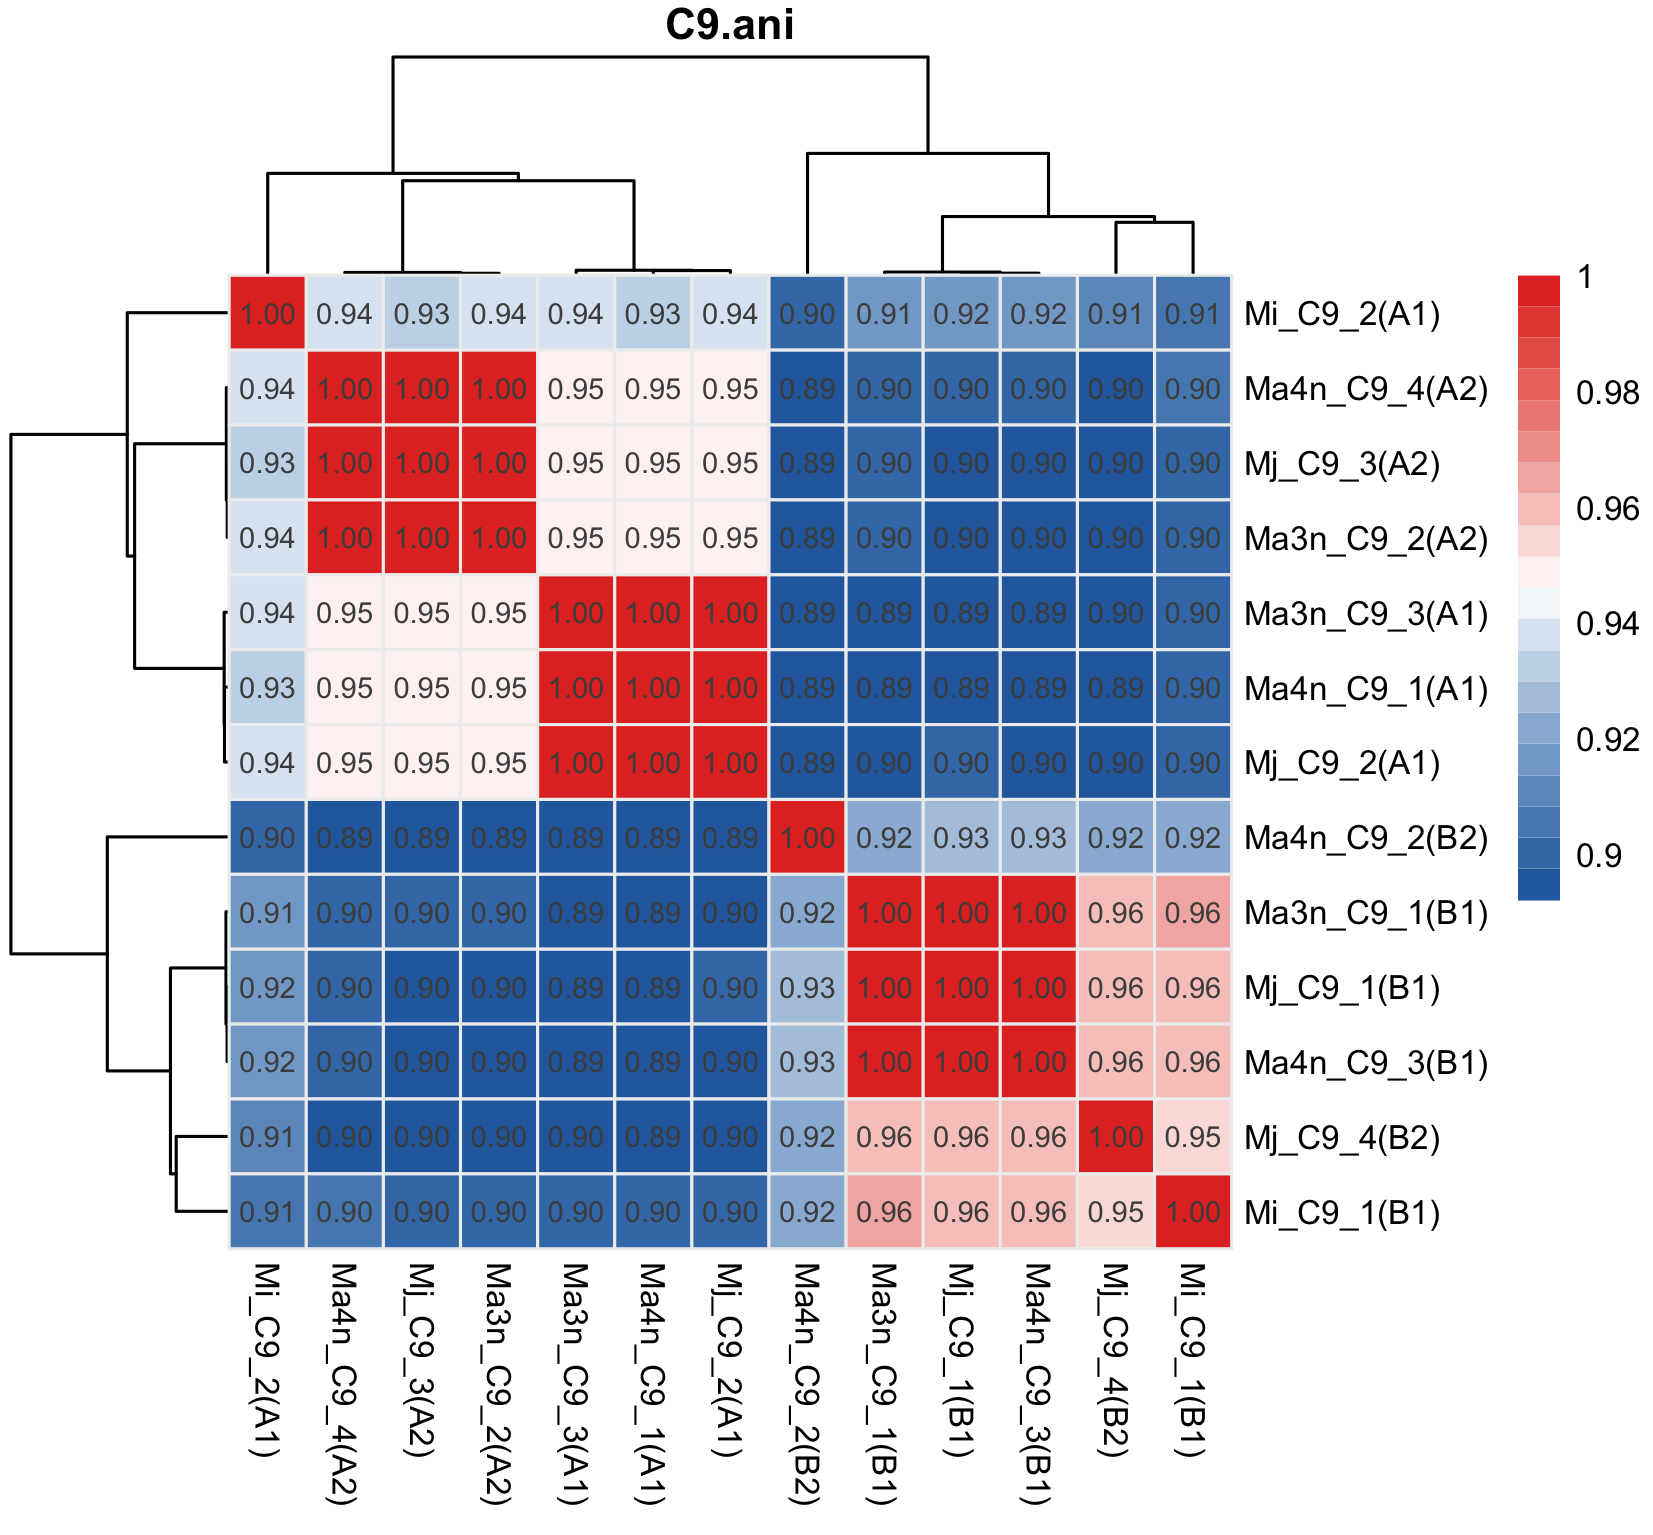 C9.ani
1.00 0.94 0.93 0.94 0.94 0.93 0.94 0.90 0.91 0.92 0.92 0.91 0.91 Mi_C9_2(A1)
0.94 1.00 1.00 1.00 0.95 0.95 0.95 0.89 0.90 0.90 0.90 0.90 0.90 Ma4n_C9_4(A2)
0.93 1.00 1.00 1.00 0.95 0.95 0.95 0.89 0.90 0.90 0.90 0.90 0.90 Mj_C9_3(A2)
0.94 1.00 1.00 1.00 0.95 0.95 0.95 0.89 0.90 0.90 0.90 0.90 0.90 Ma3n_C9_2(A2)
0.94 0.95 0.95 0.95 1.00 1.00 1.00 0.89 0.89 0.89 0.89 0.90 0.90 Ma3n_C9_3(A1)
0.93 0.95 0.95 0.95 1.00 1.00 1.00 0.89 0.89 0.89 0.89 0.89 0.90 Ma4n_C9_1(A1)
0.94 0.95 0.95 0.95 1.00 1.00 1.00 0.89 0.90 0.90 0.90 0.90 0.90 Mj_C9_2(A1)
0.90 0.89 0.89 0.89 0.89 0.89 0.89 1.00 0.92 0.93 0.93 0.92 0.92 Ma4n_C9_2(B2)
0.91 0.90 0.90 0.90 0.89 0.89 0.90 0.92 1.00 1.00 1.00 0.96 0.96 Ma3n_C9_1(B1)
0.92 0.90 0.90 0.90 0.89 0.89 0.90 0.93 1.00 1.00 1.00 0.96 0.96 Mj_C9_1(B1)
0.92 0.90 0.90 0.90 0.89 0.89 0.90 0.93 1.00 1.00 1.00 0.96 0.96 Ma4n_C9_3(B1)
0.91 0.90 0.90 0.90 0.90 0.89 0.90 0.92 0.96 0.96 0.96 1.00 0.95 Mj_C9_4(B2)
0.91 0.90 0.90 0.90 0.90 0.90 0.90 0.92 0.96 0.96 0.96 0.95 1.00 Mi_C9_1(B1)
Mi_C9_2(A1)
Ma4n_C9_4(A2)
Mj_C9_3(A2)
Ma3n_C9_2(A2)
Ma3n_C9_3(A1)
Ma4n_C9_1(A1)
Mj_C9_2(A1)
Ma4n_C9_2(B2)
Ma3n_C9_1(B1)
Mj_C9_1(B1)
Ma4n_C9_3(B1)
Mj_C9_4(B2)
Mi_C9_1(B1)
1
0.98
0.96
0.94
0.92
0.9